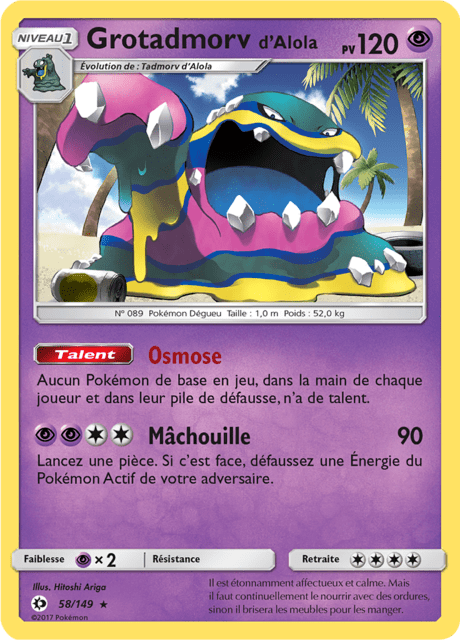 NIVEAU 1
Grotadmorv d'Alola
PV 120
Évolution de : Tadmorv d'Alola
N° 089 Pokémon Dégueu Taille : 1,0 m Poids : 52,0 kg
Talent Osmose
Aucun Pokémon de base en jeu, dans la main de chaque
joueur et dans leur pile de défausse, n'a de talent.
Mâchouille 90
Lancez une pièce. Si c'est face, défaussez une Énergie du
Pokémon Actif de votre adversaire.
Faiblesse ×2 Résistance Retraite
Illus. Hitoshi Ariga
58/149 ★
©2017 Pokémon
Il est étonnamment affectueux et calme. Mais
il faut continuellement le nourrir avec des ordures,
sinon il brisera les meubles pour les manger.